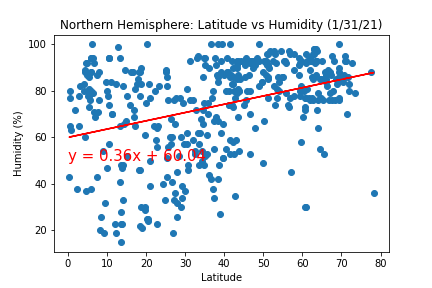 Northern Hemisphere: Latitude vs Humidity (1/31/21)
100
80
60
40
20
Humidity (%)
y = 0.36x + 60.04
0 10 20 30 40 50 60 70 80
Latitude